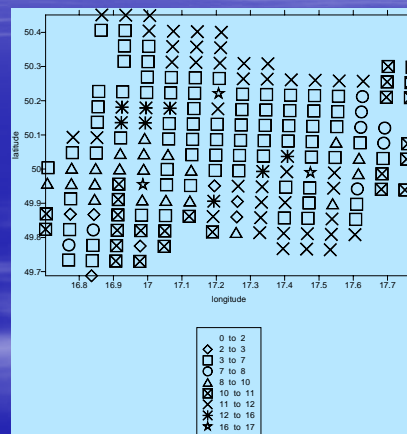 50.4
50.3
50.2
50.1
50
49.9
49.8
49.7
latitude
16.8 16.9 17 17.1 17.2 17.3 17.4 17.5 17.6 17.7
longitude
0 to 2
2 to 3
3 to 7
7 to 8
8 to 10
10 to 11
11 to 12
12 to 16
16 to 17